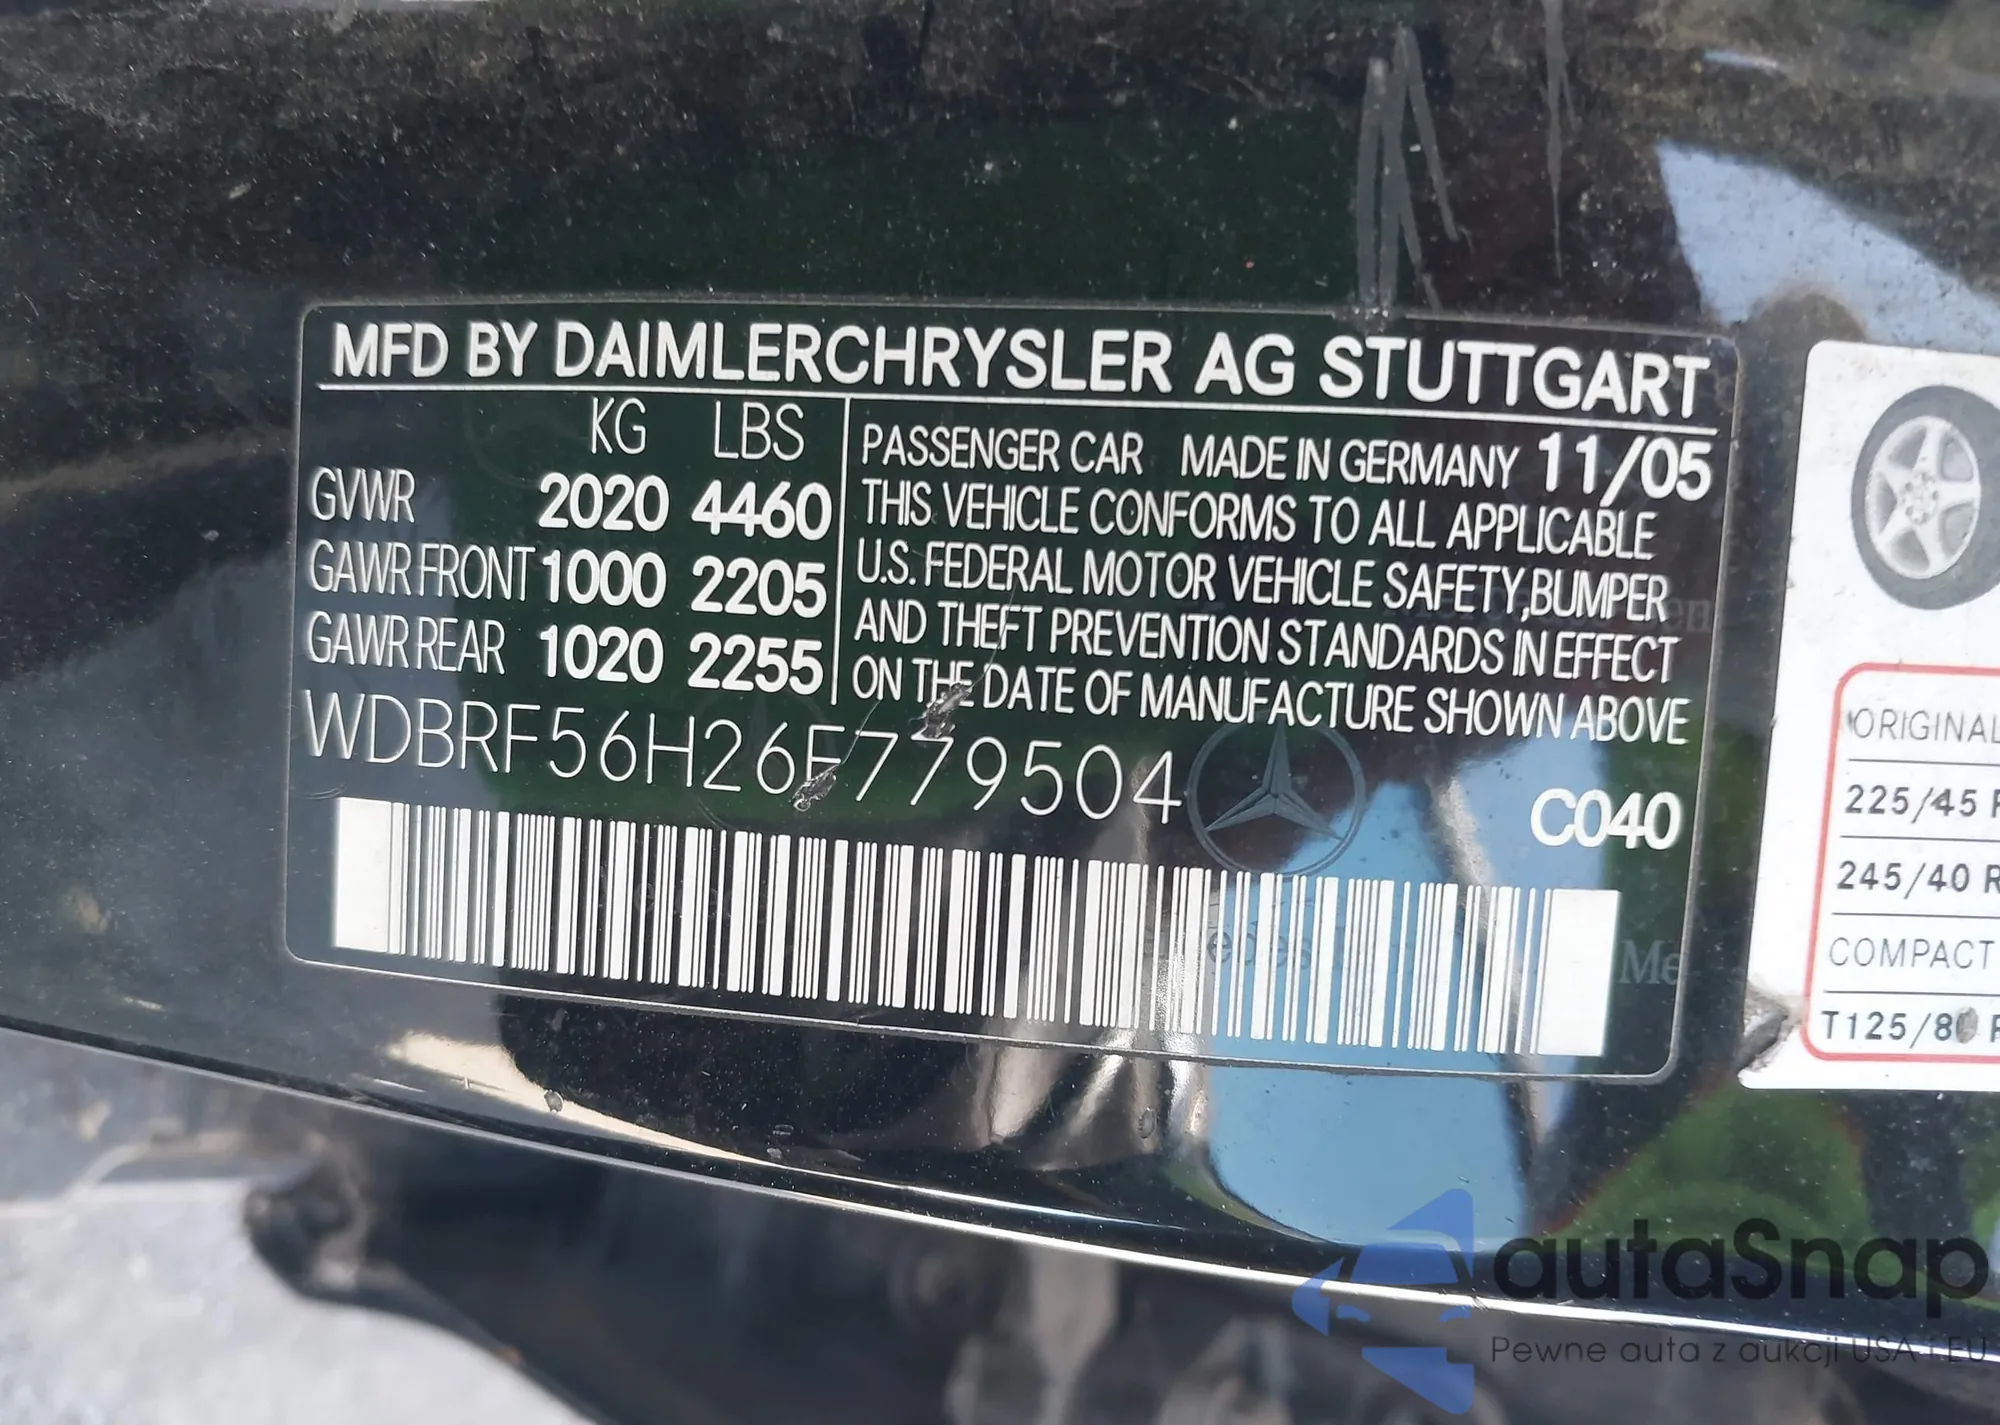 MFD BY DAIMLERCHRYSLER AG STUTTGART
KG LBS
GVWR 2020 4460
GAWR FRONT 1000 2205
GAWR REAR 1020 2255
PASSENGER CAR MADE IN GERMANY 11/05
THIS VEHICLE CONFORMS TO ALL APPLICABLE
U.S. FEDERAL MOTOR VEHICLE SAFETY,BUMPER
AND THEFT PREVENTION STANDARDS IN EFFECT
ON THE DATE OF MANUFACTURE SHOWN ABOVE
WDBRF56H26F779504
C040
ORIGINAL
225/45 R
245/40 R
COMPACT
T125/80 R
autaSnap
Pewne auta z aukcji USA i EU